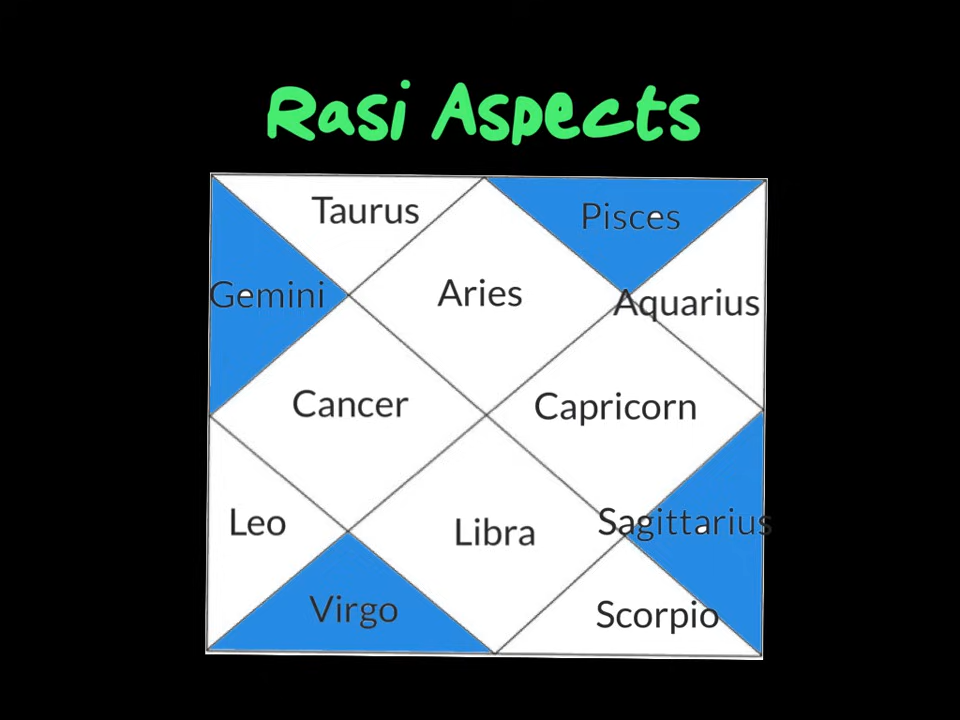 Rasi Aspects
Taurus
Pisces
Gemini
Aries
Aquarius
Cancer
Capricorn
Leo
Libra
Sagittarius
Virgo
Scorpio